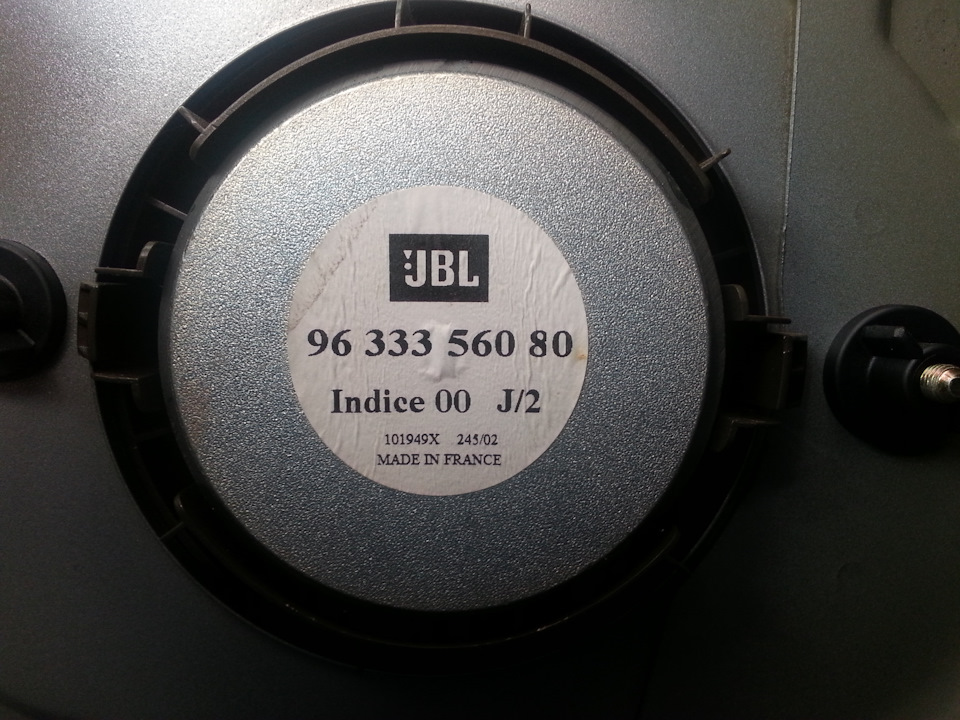 JBL
96 333 560 80
Indice 00 J/2
101949X 245/02
MADE IN FRANCE